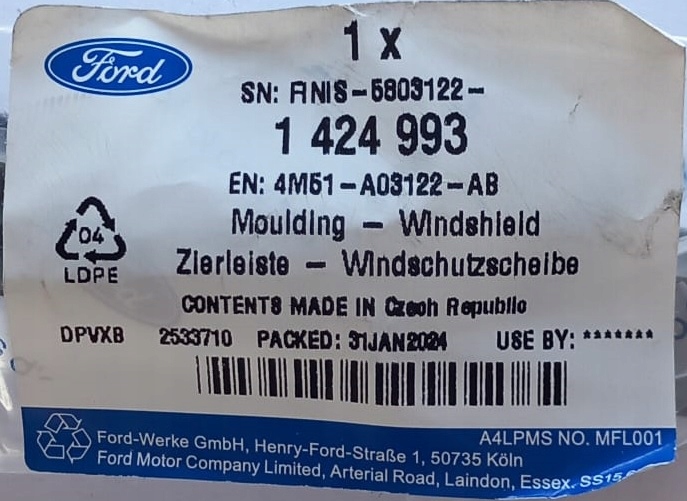 Ford
1 x
SN: FINIS-5803122-
1 424 993
EN: 4M51-A03122-AB
04
LDPE
Moulding - Windshield
Zierleiste - Windschutzscheibe
CONTENTS MADE IN Czech Republic
DPVXB 2533710 PACKED: 31JAN2024 USE BY: *******
A4LPMS NO. MFL001
Ford-Werke GmbH, Henry-Ford-Straße 1, 50735 Köln
Ford Motor Company Limited, Arterial Road, Laindon, Essex. SS15